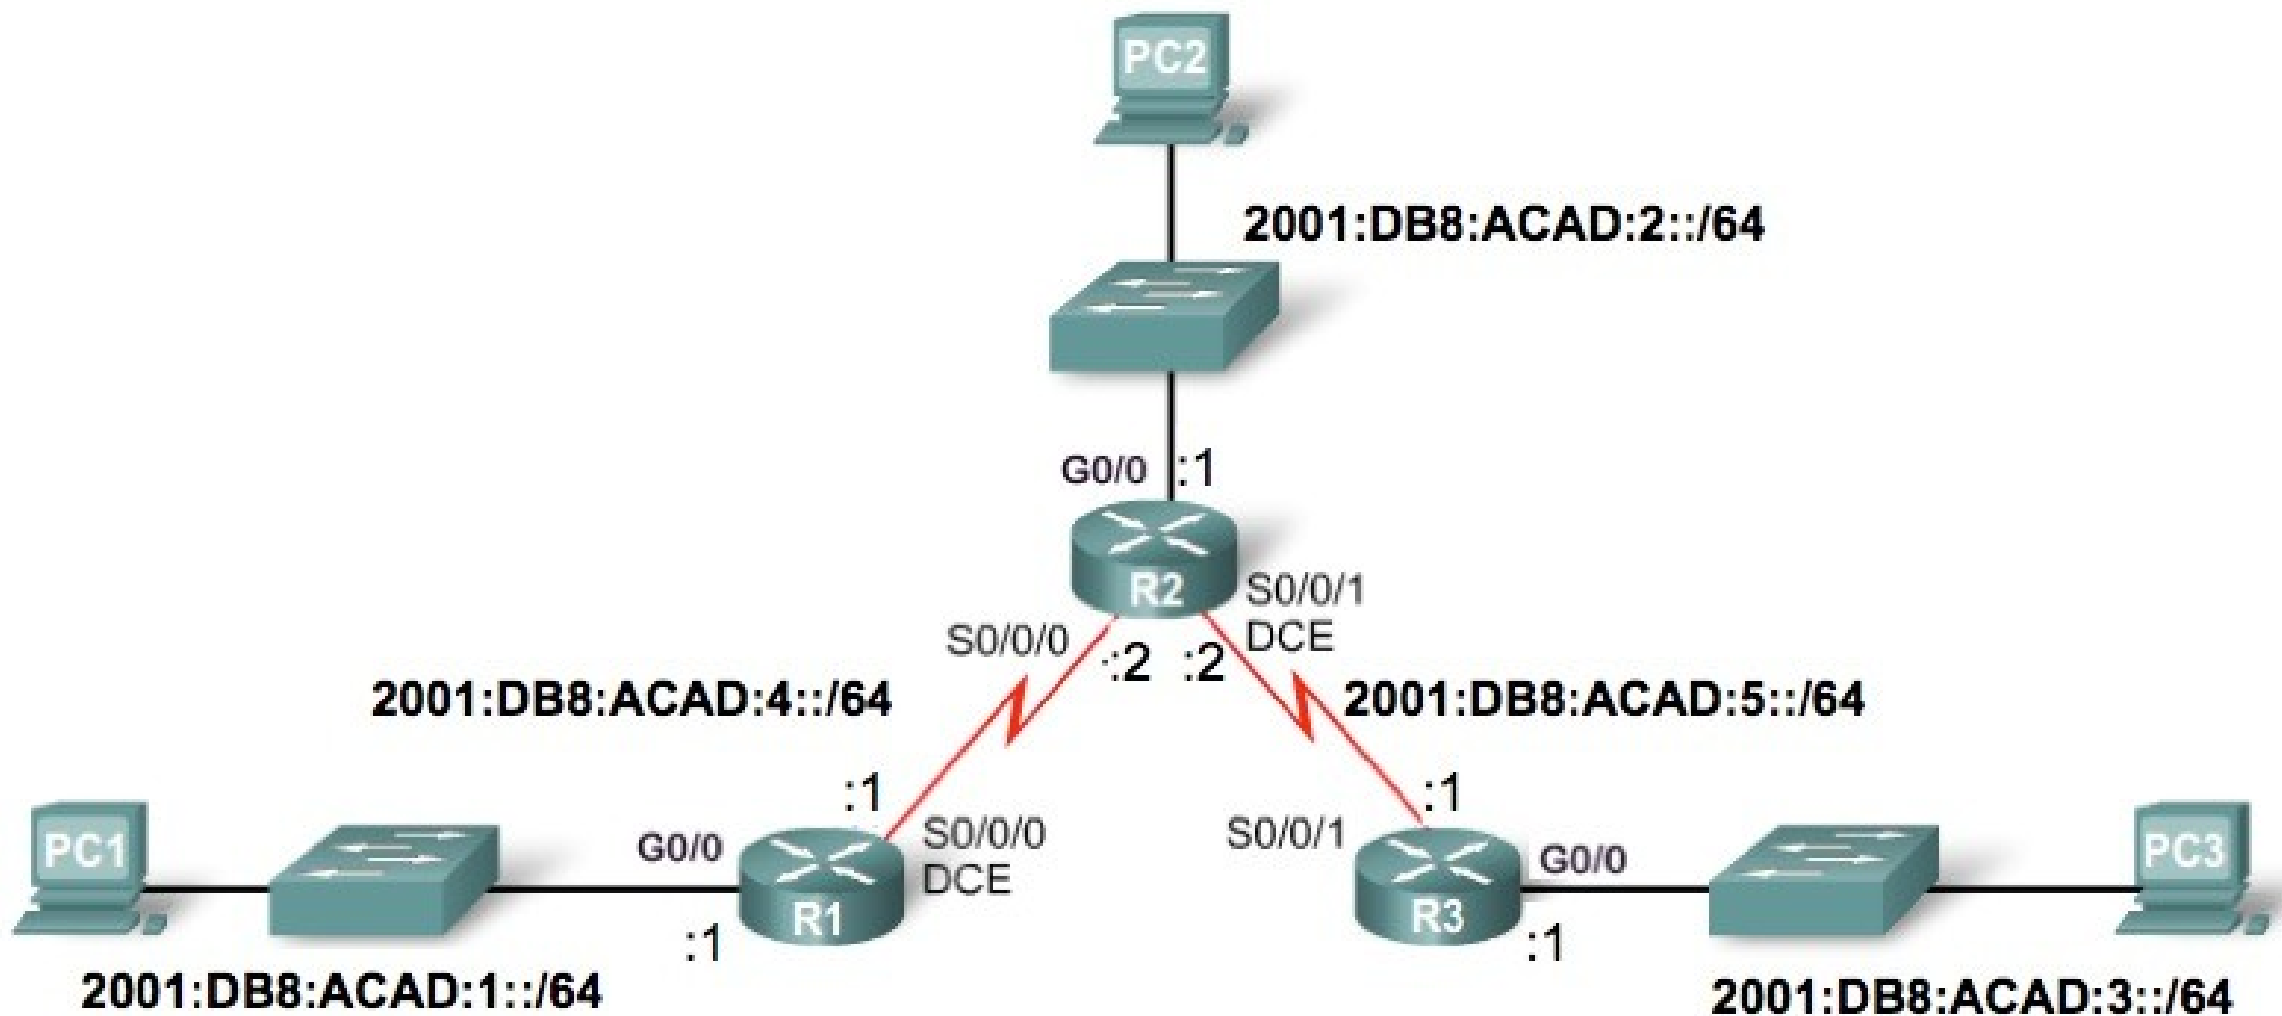 PC2
2001:DB8:ACAD:2::/64
G0/0 :1
R2
S0/0/1
DCE
S0/0/0
:2 :2
2001:DB8:ACAD:4::/64
2001:DB8:ACAD:5::/64
:1
:1
PC1
G0/0
R1
S0/0/0
DCE
S0/0/1
R3
G0/0
PC3
:1
:1
2001:DB8:ACAD:1::/64
2001:DB8:ACAD:3::/64